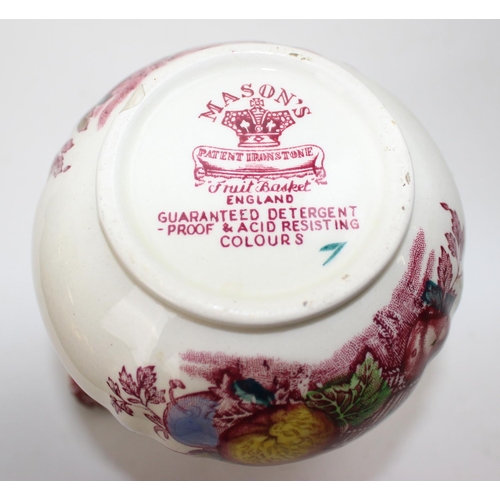 MASON'S
PATENT IRONSTONE
"Fruit Basket"
ENGLAND
GUARANTEED DETERGENT
-PROOF & ACID RESISTING
COLOURS
7